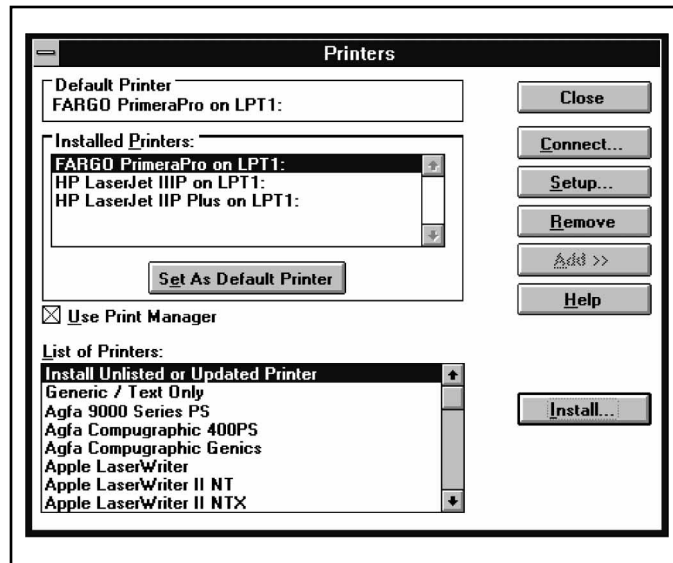 Printers
Default Printer
FARGO PrimeraPro on LPT1:
Installed Printers:
FARGO PrimeraPro on LPT1:
HP LaserJet IIIP on LPT1:
HP LaserJet IIP Plus on LPT1:
Set As Default Printer
Use Print Manager
List of Printers:
Install Unlisted or Updated Printer
Generic / Text Only
Agfa 9000 Series PS
Agfa Compugraphic 400PS
Agfa Compugraphic Genics
Apple LaserWriter
Apple LaserWriter II NT
Apple LaserWriter II NTX
Close
Connect...
Setup...
Remove
Add >>
Help
Install...